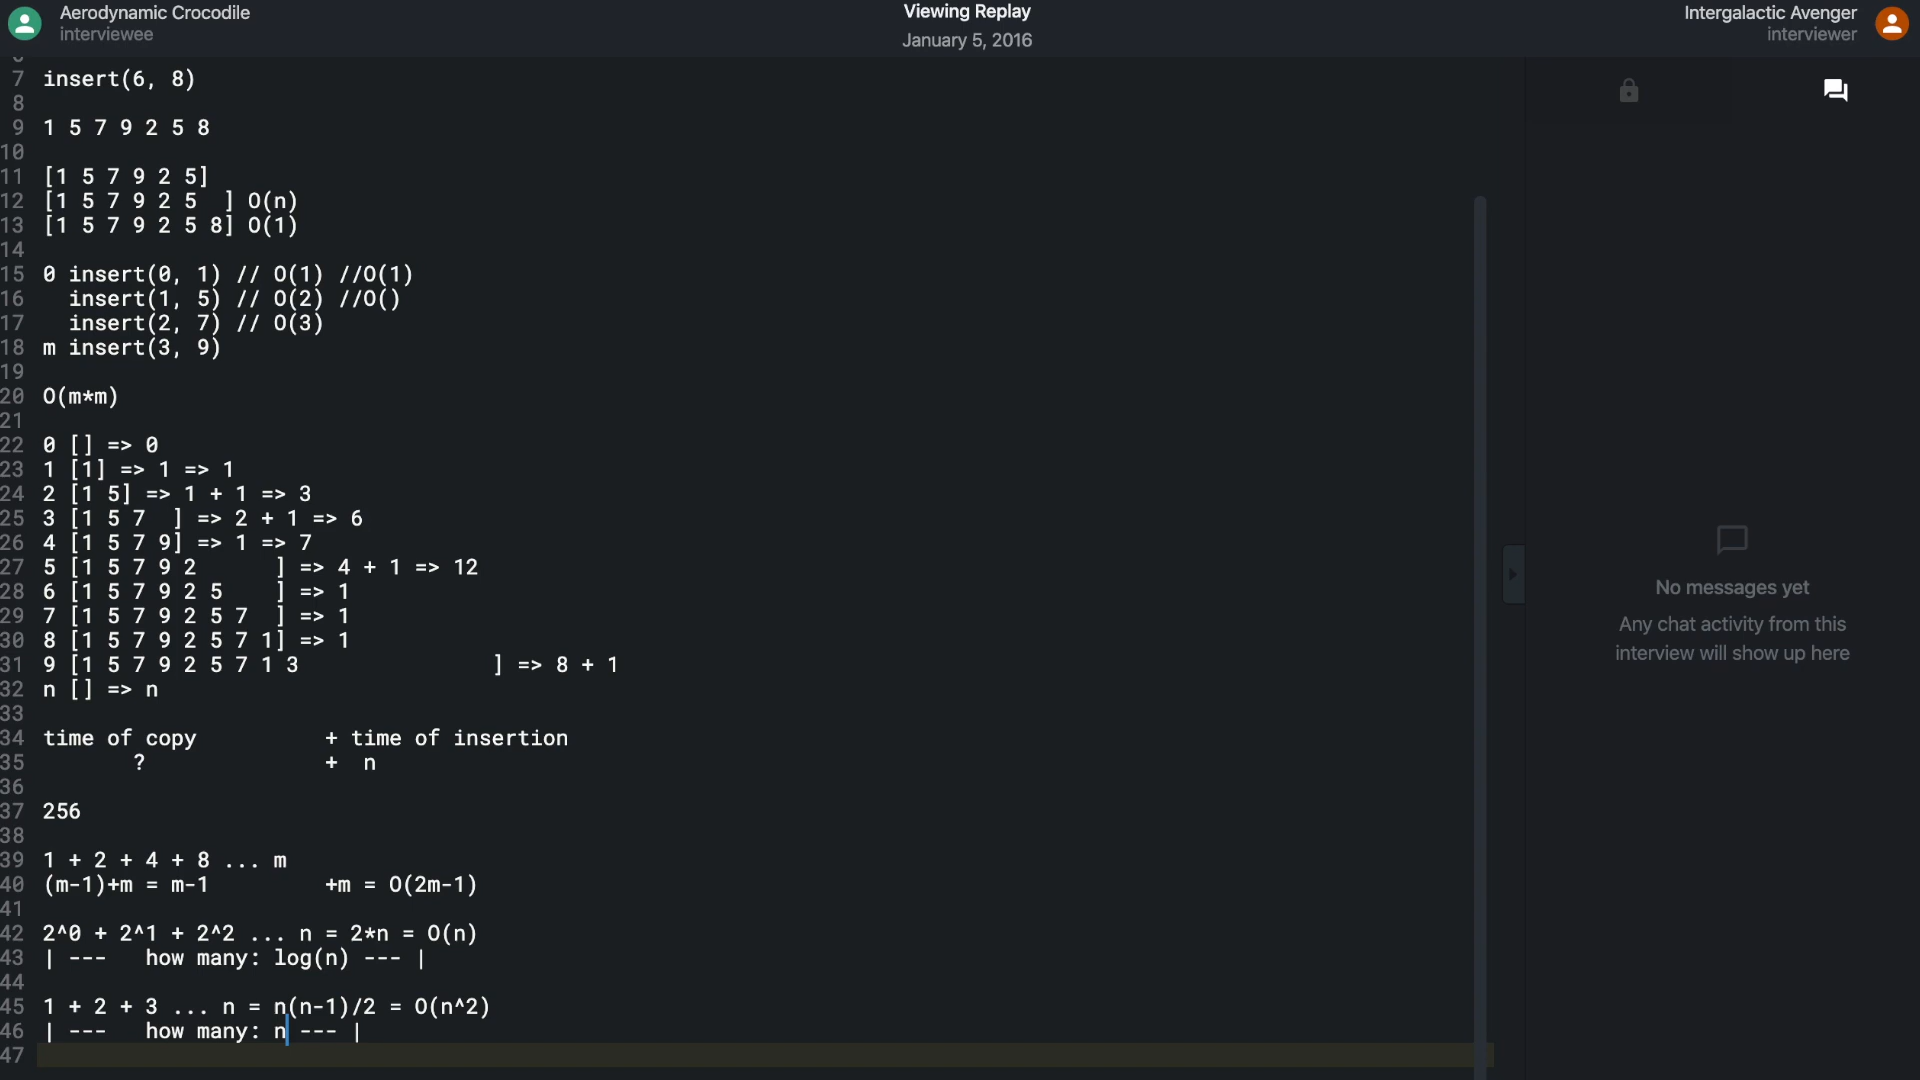 Aerodynamic Crocodile
interviewee
Viewing Replay
January 5, 2016
Intergalactic Avenger
interviewer
7 insert(6, 8)
8
9 1 5 7 9 2 5 8
10
11 [1 5 7 9 2 5]
12 [1 5 7 9 2 5  ] O(n)
13 [1 5 7 9 2 5 8] O(1)
14
15 0 insert(0, 1) // O(1) //O(1)
16   insert(1, 5) // O(2) //O()
17   insert(2, 7) // O(3)
18 m insert(3, 9)
19
20 O(m*m)
21
22 0 [] => 0
23 1 [1] => 1 => 1
24 2 [1 5] => 1 + 1 => 3
25 3 [1 5 7  ] => 2 + 1 => 6
26 4 [1 5 7 9] => 1 => 7
27 5 [1 5 7 9 2      ] => 4 + 1 => 12
28 6 [1 5 7 9 2 5    ] => 1
29 7 [1 5 7 9 2 5 7  ] => 1
30 8 [1 5 7 9 2 5 7 1] => 1
31 9 [1 5 7 9 2 5 7 1 3               ] => 8 + 1
32 n [] => n
33
34 time of copy          + time of insertion
35        ?              +  n
36
37 256
38
39 1 + 2 + 4 + 8 ... m
40 (m-1)+m = m-1         +m = O(2m-1)
41
42 2^0 + 2^1 + 2^2 ... n = 2*n = O(n)
43 | ---   how many: log(n) --- |
44
45 1 + 2 + 3 ... n = n(n-1)/2 = O(n^2)
46 | ---   how many: n --- |
47
No messages yet
Any chat activity from this
interview will show up here